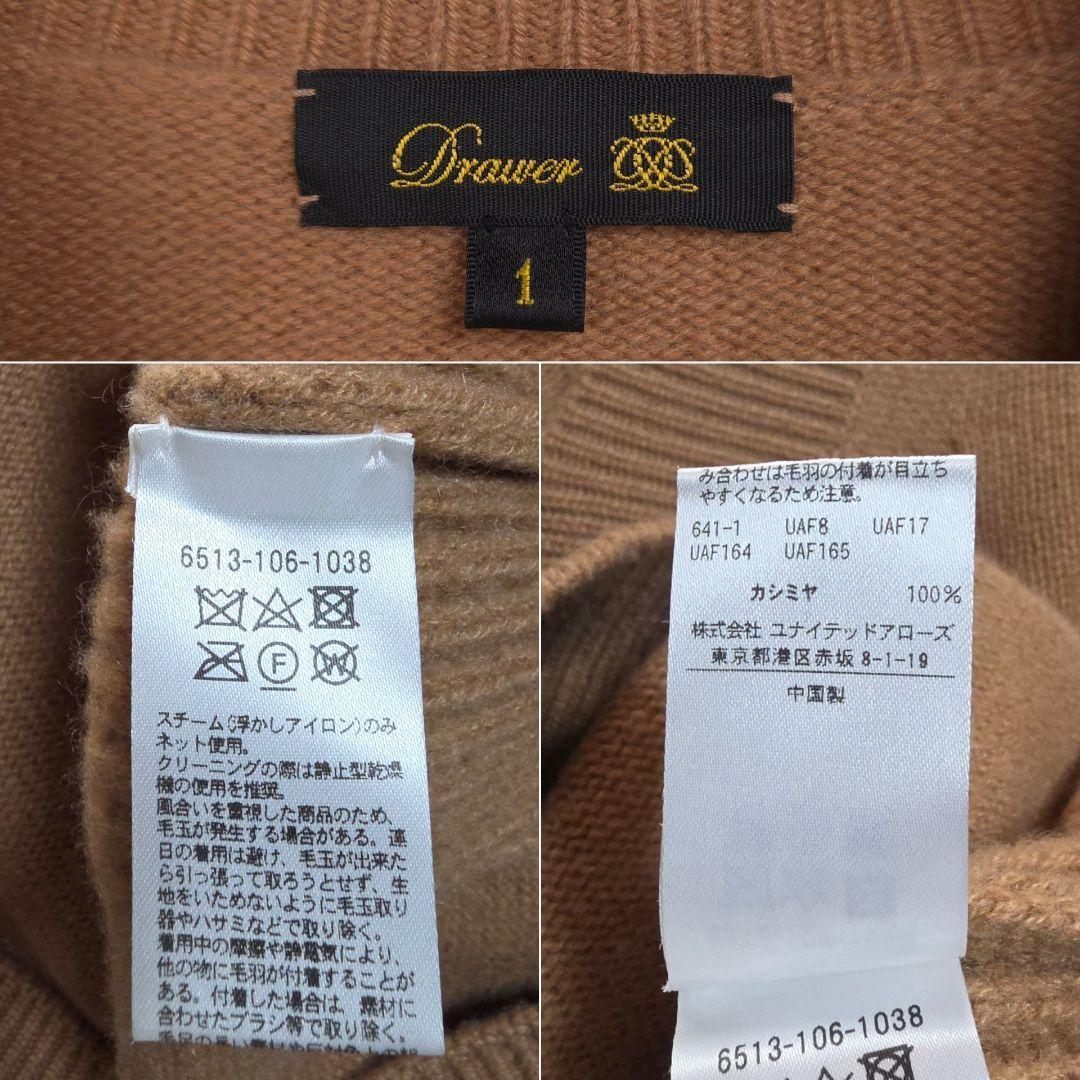 Drawer
1
6513-106-1038
F W
スチーム(浮かしアイロン)のみ
ネット使用。
クリーニングの際は静止型乾燥
機の使用を推奨。
風合いを重視した商品のため、
毛玉が発生する場合がある。連
日の着用は避け、毛玉が出来た
ら引っ張って取ろうとせず、生
地をいためないように毛玉取り
器やハサミなどで取り除く。
着用中の摩擦や静電気により、
他の物に毛羽が付着することが
ある。付着した場合は、素材に
合わせたブラシ等で取り除く。
み合わせは毛羽の付着が目立ち
やすくなるため注意。
641-1 UAF8 UAF17
UAF164 UAF165
カシミヤ 100%
株式会社 ユナイテッドアローズ
東京都港区赤坂 8-1-19
中国製
6513-106-1038